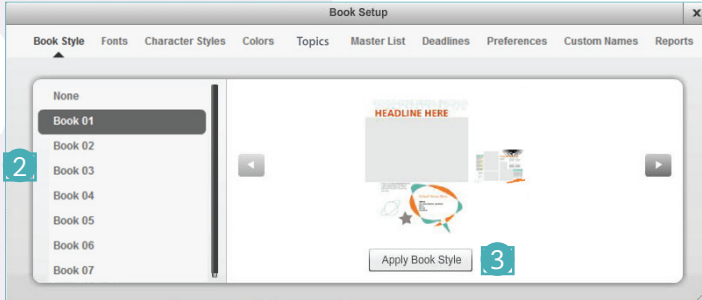 Book Setup
x
Book Style Fonts Character Styles Colors Topics Master List Deadlines Preferences Custom Names Reports
None
Book 01
Book 02
Book 03
Book 04
Book 05
Book 06
Book 07
2
HEADLINE HERE
Apply Book Style
3